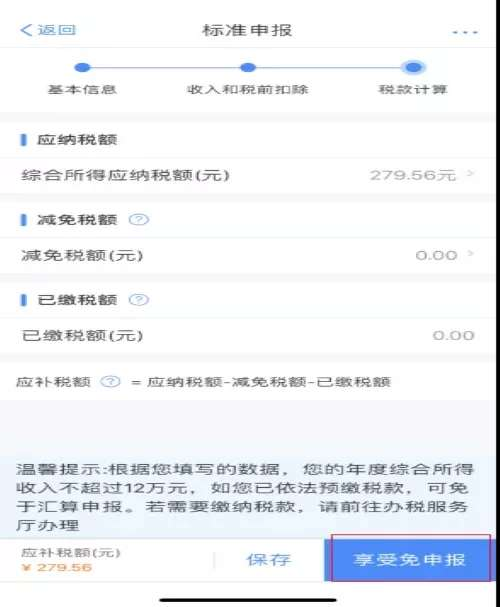 返回 标准申报 ...
基本信息 收入和税前扣除 税款计算
应纳税额
综合所得应纳税额(元) 279.56元 >
减免税额 ?
减免税额(元) 0.00 >
已缴税额 ?
已缴税额(元) 0.00
应补税额 ? = 应纳税额-减免税额-已缴税额
温馨提示:根据您填写的数据，您的年度综合所得
收入不超过12万元，如您已依法预缴税款，可免
于汇算申报。若需要缴纳税款，请前往办税服务
厅办理
应补税额(元)
¥ 279.56
保存
享受免申报